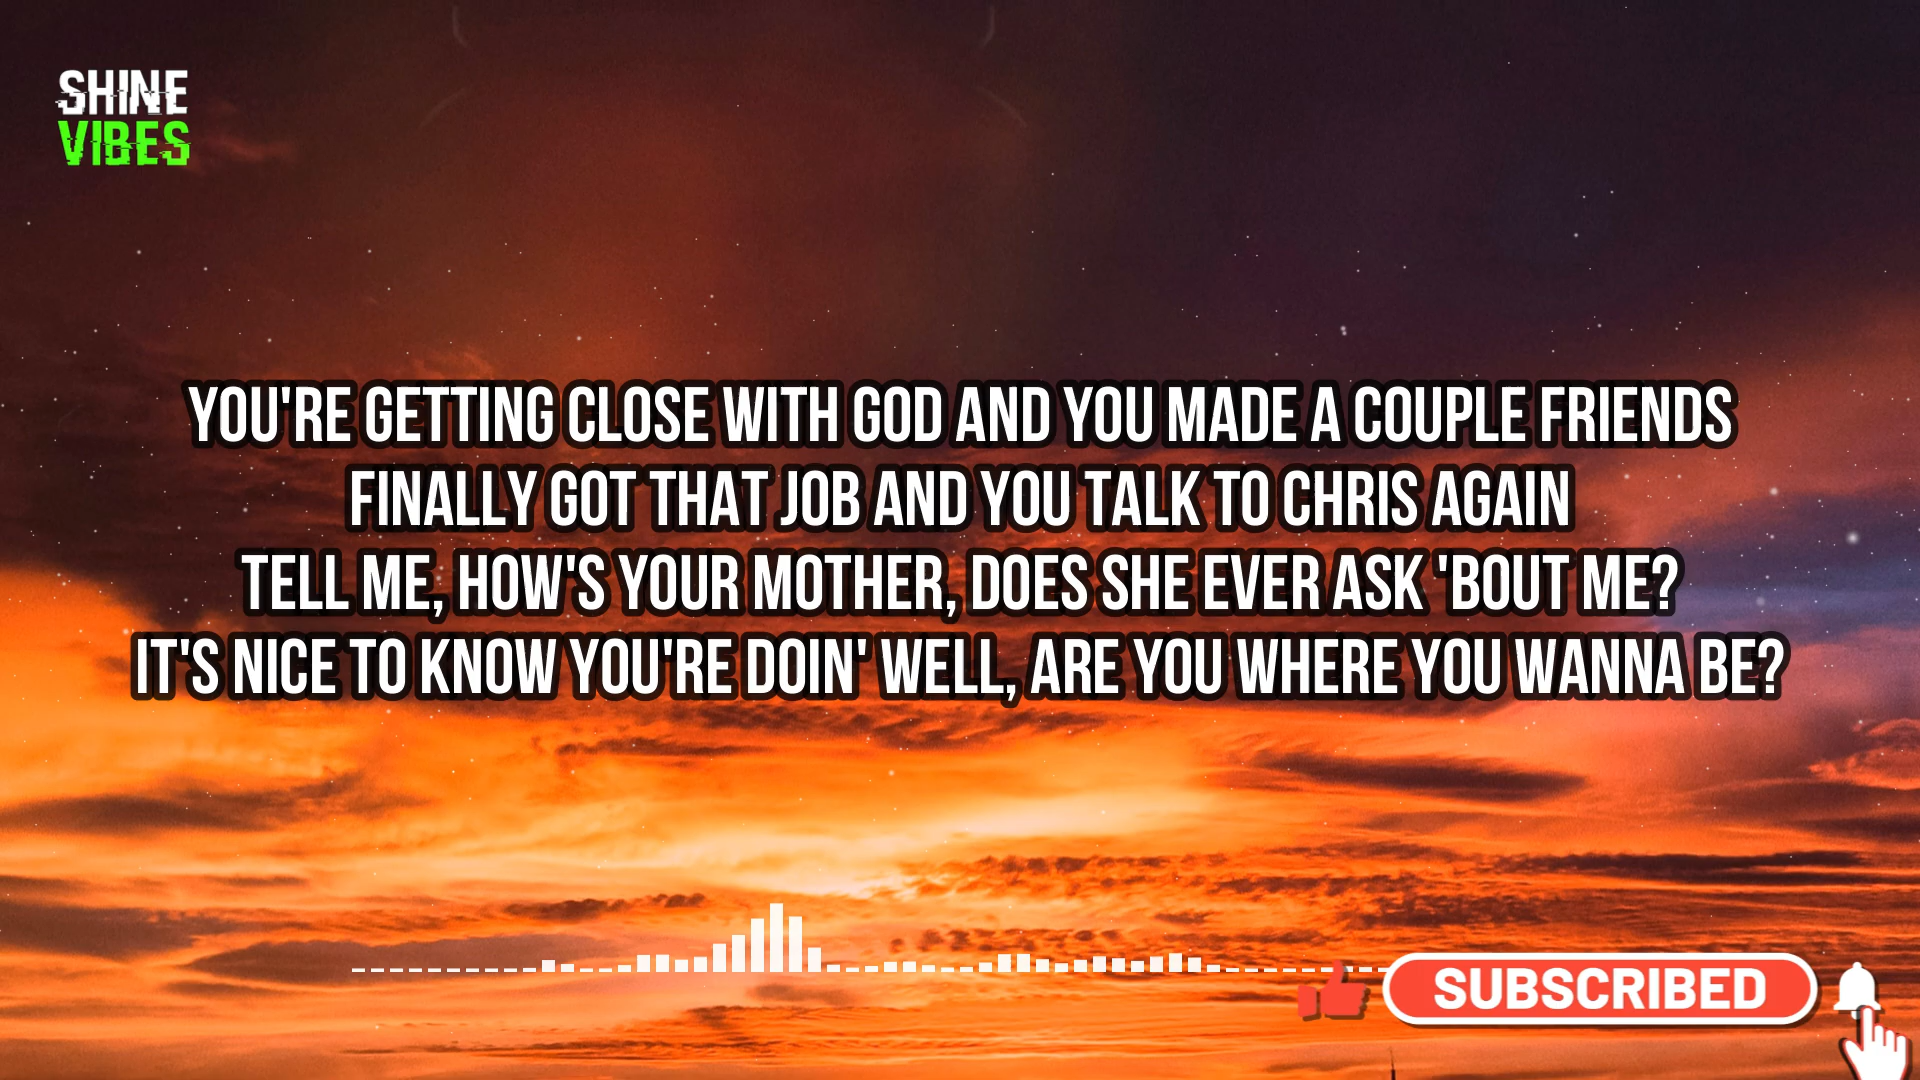 SHINE
VIBES
YOU'RE GETTING CLOSE WITH GOD AND YOU MADE A COUPLE FRIENDS
FINALLY GOT THAT JOB AND YOU TALK TO CHRIS AGAIN
TELL ME, HOW'S YOUR MOTHER, DOES SHE EVER ASK 'BOUT ME?
IT'S NICE TO KNOW YOU'RE DOIN' WELL, ARE YOU WHERE YOU WANNA BE?
SUBSCRIBED